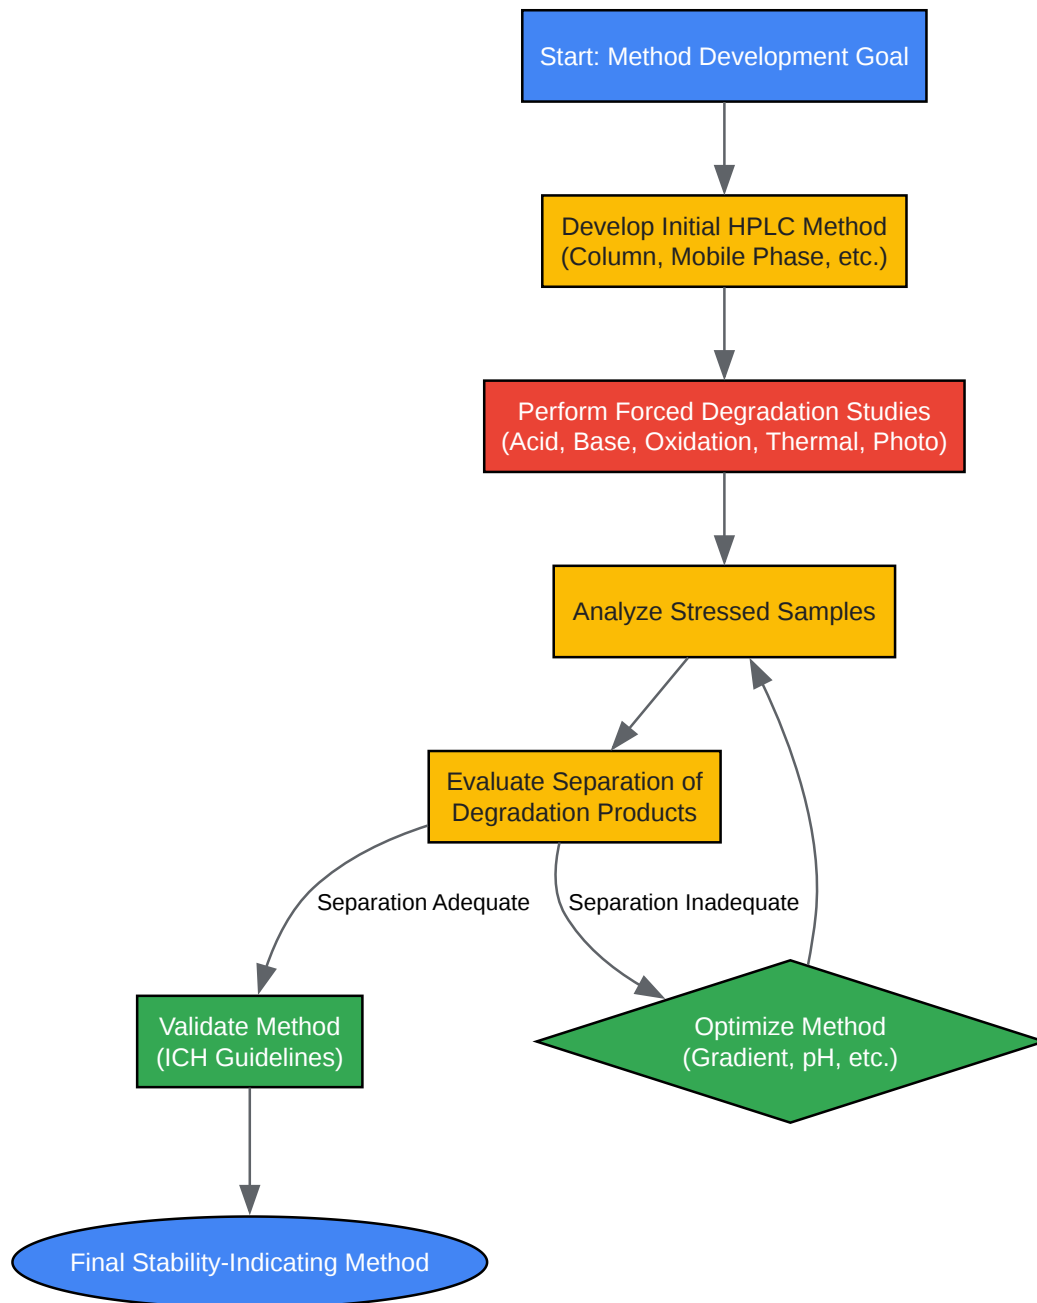 Start: Method Development Goal
Develop Initial HPLC Method
(Column, Mobile Phase, etc.)
Perform Forced Degradation Studies
(Acid, Base, Oxidation, Thermal, Photo)
Analyze Stressed Samples
Evaluate Separation of
Degradation Products
Separation Adequate
Separation Inadequate
Validate Method
(ICH Guidelines)
Optimize Method
(Gradient, pH, etc.)
Final Stability-Indicating Method